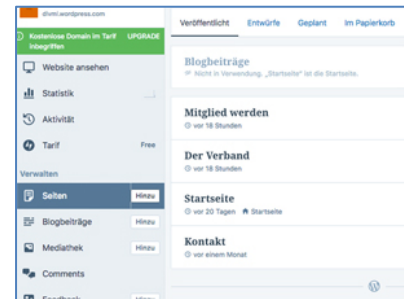 divmi.wordpress.com
Kostenlose Domain im Tarif inbegriffen
UPGRADE
Website ansehen
Statistik
Aktivität
Tarif
Free
Verwalten
Seiten
Hinzu
Blogbeiträge
Hinzu
Mediathek
Hinzu
Comments
Feedback
Hinzu
Veröffentlicht
Entwürfe
Geplant
Im Papierkorb
Blogbeiträge
Nicht in Verwendung. „Startseite“ ist die Startseite.
Mitglied werden
vor 18 Stunden
Der Verband
vor 18 Stunden
Startseite
vor 20 Tagen
Startseite
Kontakt
vor einem Monat